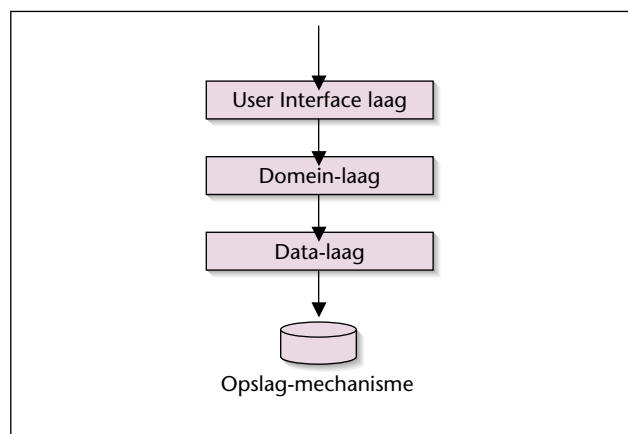 User Interface laag
Domein-laag
Data-laag
Opslag-mechanisme